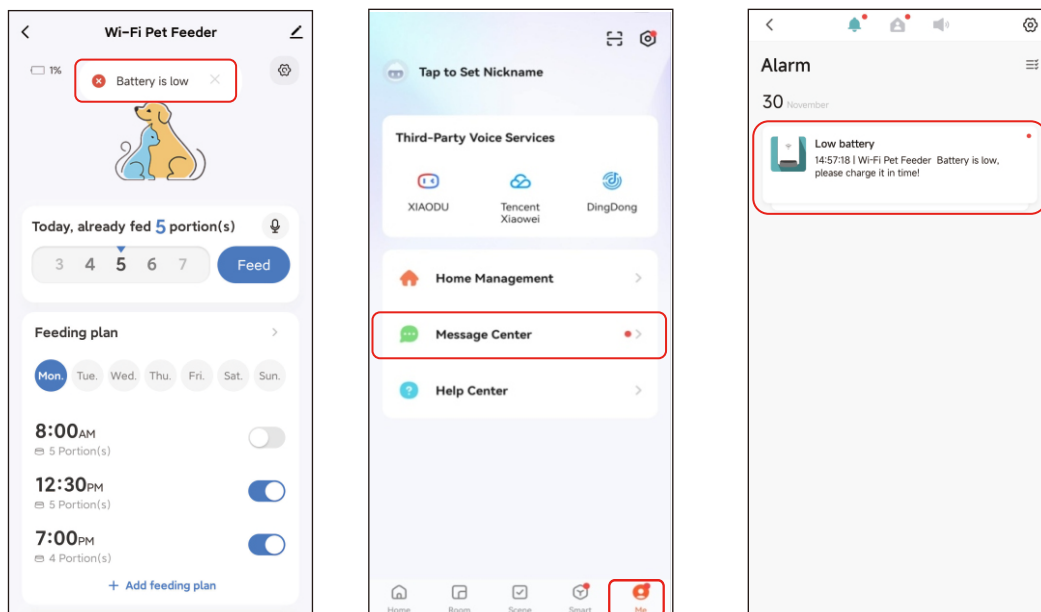 Wi-Fi Pet Feeder
1%
Battery is low
Today, already fed 5 portion(s)
3 4 5 6 7 Feed
Feeding plan
Mon. Tue. Wed. Thu. Fri. Sat. Sun.
8:00AM
5 Portion(s)
12:30PM
5 Portion(s)
7:00PM
4 Portion(s)
+ Add feeding plan
Tap to Set Nickname
Third-Party Voice Services
XIAODU Tencent Xiaowei DingDong
Home Management
Message Center
Help Center
Home Room Scene Smart Me
Alarm
30 November
Low battery
14:57:18 | Wi-Fi Pet Feeder Battery is low,
please charge it in time!